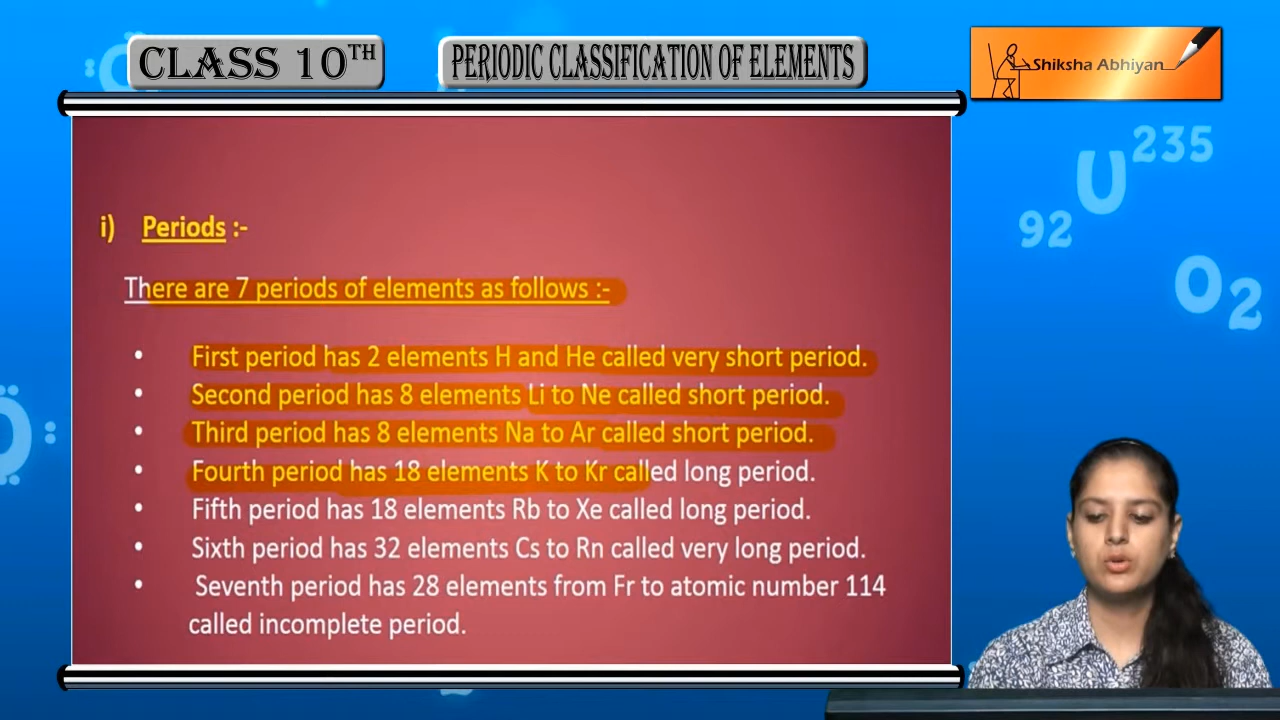 CLASS 10TH
PERIODIC CLASSIFICATION OF ELEMENTS
Shiksha Abhiyan
i) Periods :-
There are 7 periods of elements as follows :-
• First period has 2 elements H and He called very short period.
• Second period has 8 elements Li to Ne called short period.
• Third period has 8 elements Na to Ar called short period.
• Fourth period has 18 elements K to Kr called long period.
• Fifth period has 18 elements Rb to Xe called long period.
• Sixth period has 32 elements Cs to Rn called very long period.
• Seventh period has 28 elements from Fr to atomic number 114
called incomplete period.
92U235
O2